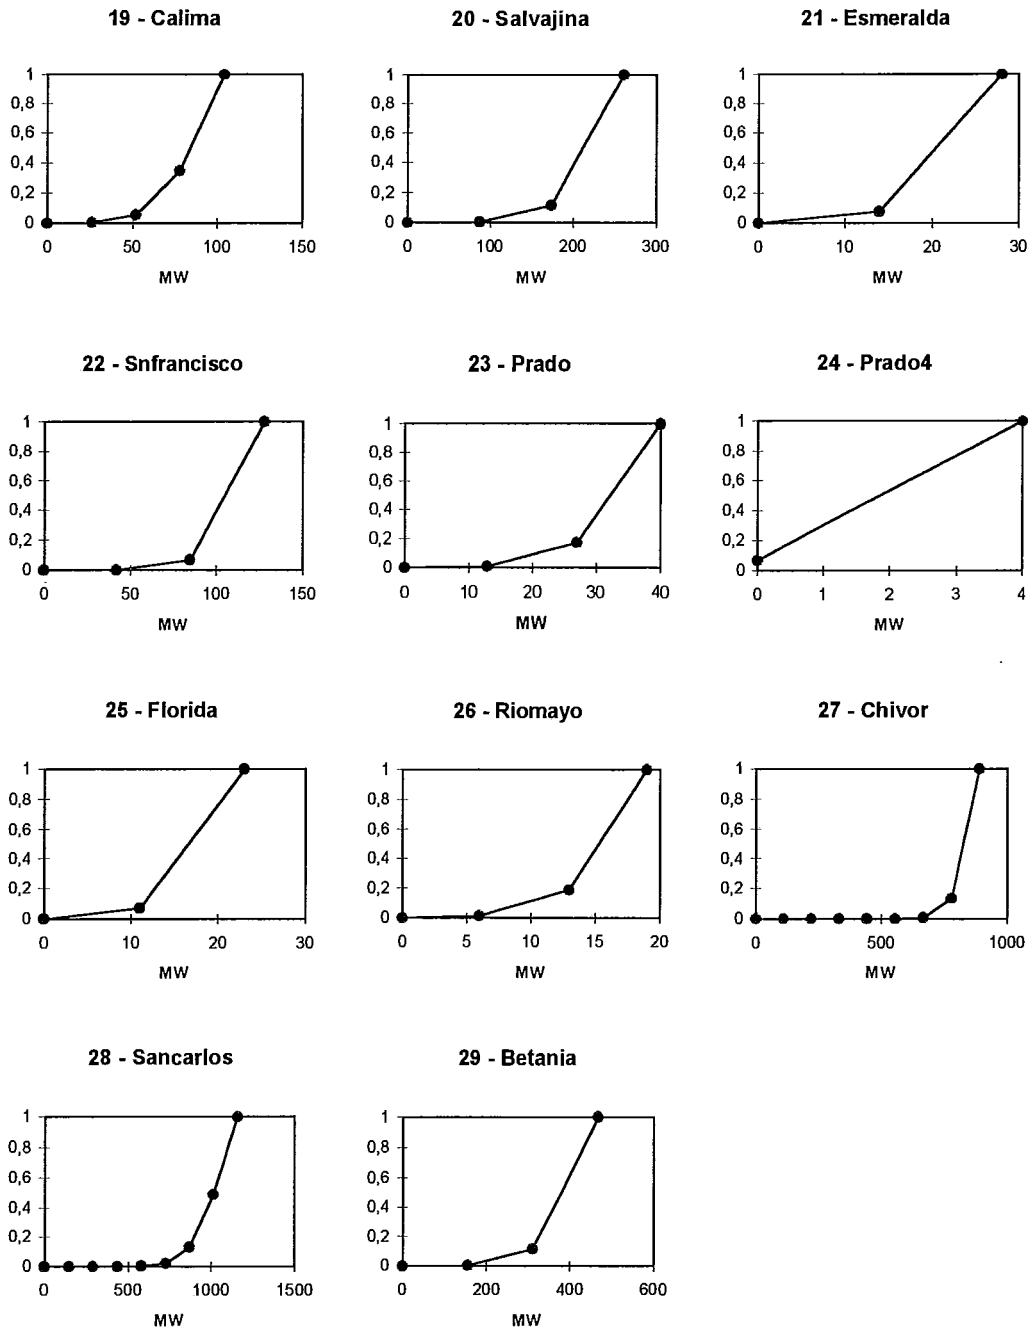 19 - Calima
20 - Salvajina
21 - Esmeralda
1
0,8
0,6
0,4
0,2
0
0 50 100 150
MW
1
0,8
0,6
0,4
0,2
0
0 100 200 300
MW
1
0,8
0,6
0,4
0,2
0
0 10 20 30
MW
22 - Snfrancisco
23 - Prado
24 - Prado4
1
0,8
0,6
0,4
0,2
0
0 50 100 150
MW
1
0,8
0,6
0,4
0,2
0
0 10 20 30 40
MW
1
0,8
0,6
0,4
0,2
0
0 1 2 3 4
MW
25 - Florida
26 - Riomayo
27 - Chivor
1
0,8
0,6
0,4
0,2
0
0 10 20 30
MW
1
0,8
0,6
0,4
0,2
0
0 5 10 15 20
MW
1
0,8
0,6
0,4
0,2
0
0 500 1000
MW
28 - Sancarlos
29 - Betania
1
0,8
0,6
0,4
0,2
0
0 500 1000 1500
MW
1
0,8
0,6
0,4
0,2
0
0 200 400 600
MW